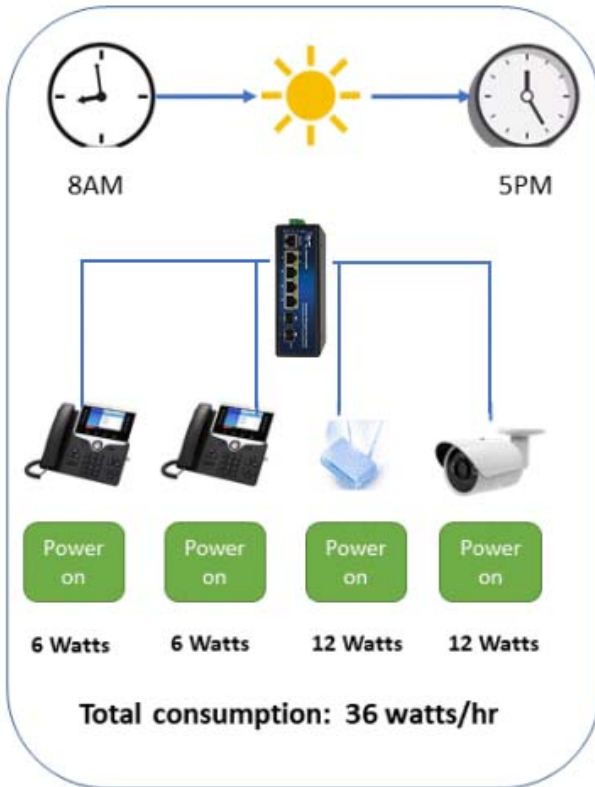 8AM
5PM
Power
on
Power
on
Power
on
Power
on
6 Watts
6 Watts
12 Watts
12 Watts
Total consumption: 36 watts/hr